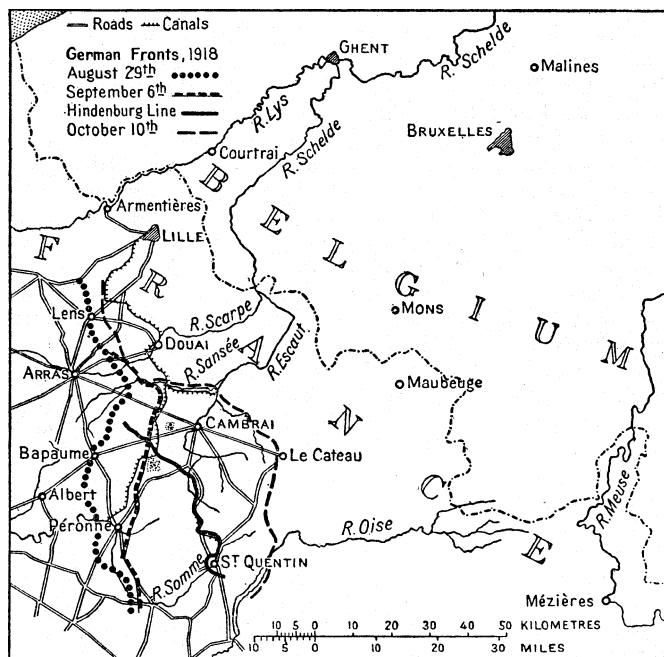 Roads Canals
German Fronts, 1918
August 29th
September 6th
Hindenburg Line
October 10th
GHENT
R. Schelde
Malines
R. Lys
BRUXELLES
Courtrai
R. Schelde
BELGIUM
Armentières
LILLE
FRANCE
Lens
R. Scarpe
MONS
DOUAI
R. Sansée
R. Escaut
ARRAS
Maubeuge
CAMBRAI
Bapaume
Le Cateau
Albert
Péronne
R. Oise
R. Meuse
R. Somme
ST QUENTIN
Mézières
10 5 0 10 20 30 40 50 KILOMETRES
10 5 0 10 20 30 MILES